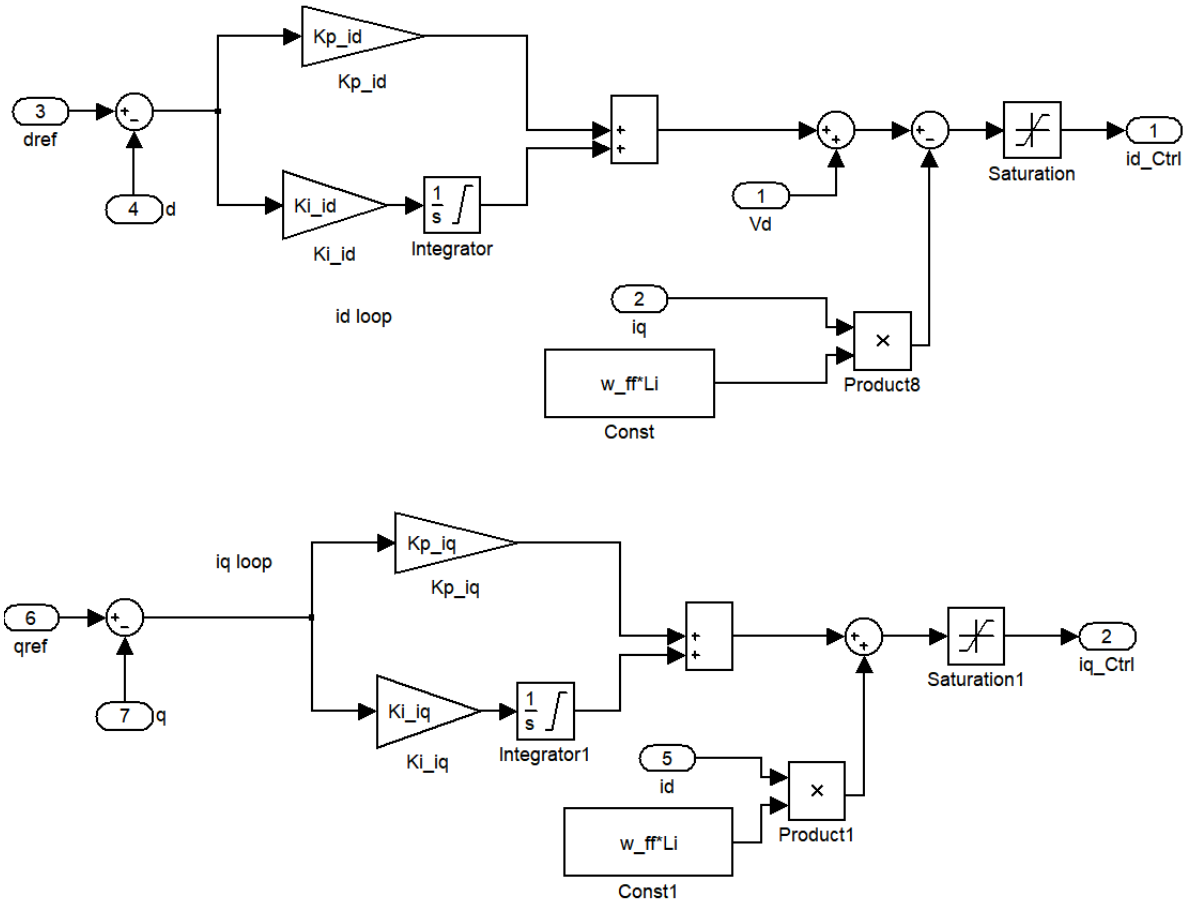 Kp_id
Kp_id
3
dref
+
−
4
d
Ki_id
Ki_id
1
s
Integrator
+
+
+
+
1
Vd
+
−
Saturation
1
id_Ctrl
id loop
2
iq
w_ff*Li
Const
×
Product8
iq loop
Kp_iq
Kp_iq
6
qref
+
−
7
q
Ki_iq
Ki_iq
1
s
Integrator1
+
+
+
+
Saturation1
2
iq_Ctrl
5
id
w_ff*Li
Const1
×
Product1